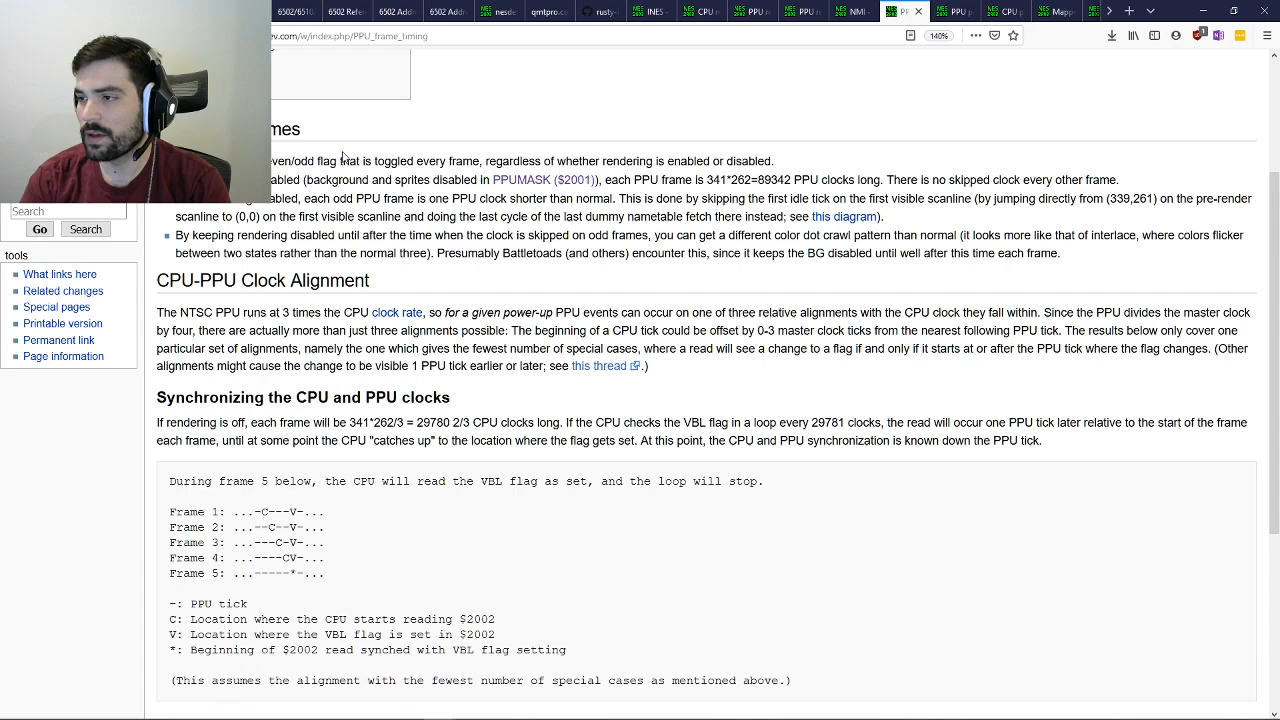 6502/6510
6502 Refer
6502 Addre
6502 Addr
nesde
qmtpro.c
rusty-
INES -
CPU m
PPU re
PPU re
NMI -
PP
PPU p
CPU p
Mapp
ev.com/w/index.php/PPU_frame_timing
140%
mes
even/odd flag that is toggled every frame, regardless of whether rendering is enabled or disabled.
abled (background and sprites disabled in PPUMASK ($2001)), each PPU frame is 341*262=89342 PPU clocks long. There is no skipped clock every other frame.
abled, each odd PPU frame is one PPU clock shorter than normal. This is done by skipping the first idle tick on the first visible scanline (by jumping directly from (339,261) on the pre-render
scanline to (0,0) on the first visible scanline and doing the last cycle of the last dummy nametable fetch there instead; see this diagram).
By keeping rendering disabled until after the time when the clock is skipped on odd frames, you can get a different color dot crawl pattern than normal (it looks more like that of interlace, where colors flicker
between two states rather than the normal three). Presumably Battletoads (and others) encounter this, since it keeps the BG disabled until well after this time each frame.
Search
Go Search
tools
What links here
Related changes
Special pages
Printable version
Permanent link
Page information
CPU-PPU Clock Alignment
The NTSC PPU runs at 3 times the CPU clock rate, so for a given power-up PPU events can occur on one of three relative alignments with the CPU clock they fall within. Since the PPU divides the master clock
by four, there are actually more than just three alignments possible: The beginning of a CPU tick could be offset by 0-3 master clock ticks from the nearest following PPU tick. The results below only cover one
particular set of alignments, namely the one which gives the fewest number of special cases, where a read will see a change to a flag if and only if it starts at or after the PPU tick where the flag changes. (Other
alignments might cause the change to be visible 1 PPU tick earlier or later; see this thread.)
Synchronizing the CPU and PPU clocks
If rendering is off, each frame will be 341*262/3 = 29780 2/3 CPU clocks long. If the CPU checks the VBL flag in a loop every 29781 clocks, the read will occur one PPU tick later relative to the start of the frame
each frame, until at some point the CPU "catches up" to the location where the flag gets set. At this point, the CPU and PPU synchronization is known down the PPU tick.
During frame 5 below, the CPU will read the VBL flag as set, and the loop will stop.
Frame 1: ...-C---V-...
Frame 2: ...--C--V-...
Frame 3: ...---C-V-...
Frame 4: ...----CV-...
Frame 5: ...-----*-...
-: PPU tick
C: Location where the CPU starts reading $2002
V: Location where the VBL flag is set in $2002
*: Beginning of $2002 read synched with VBL flag setting
(This assumes the alignment with the fewest number of special cases as mentioned above.)